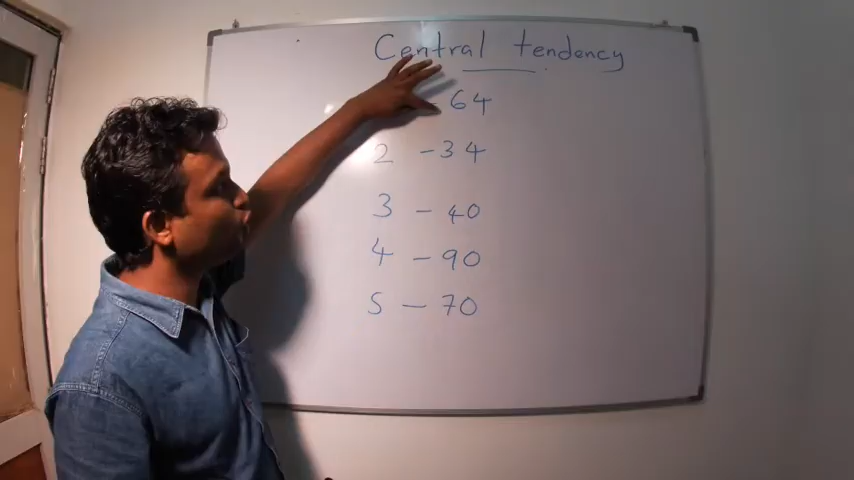 Central tendency
- 64
2 - 34
3 - 40
4 - 90
5 - 70